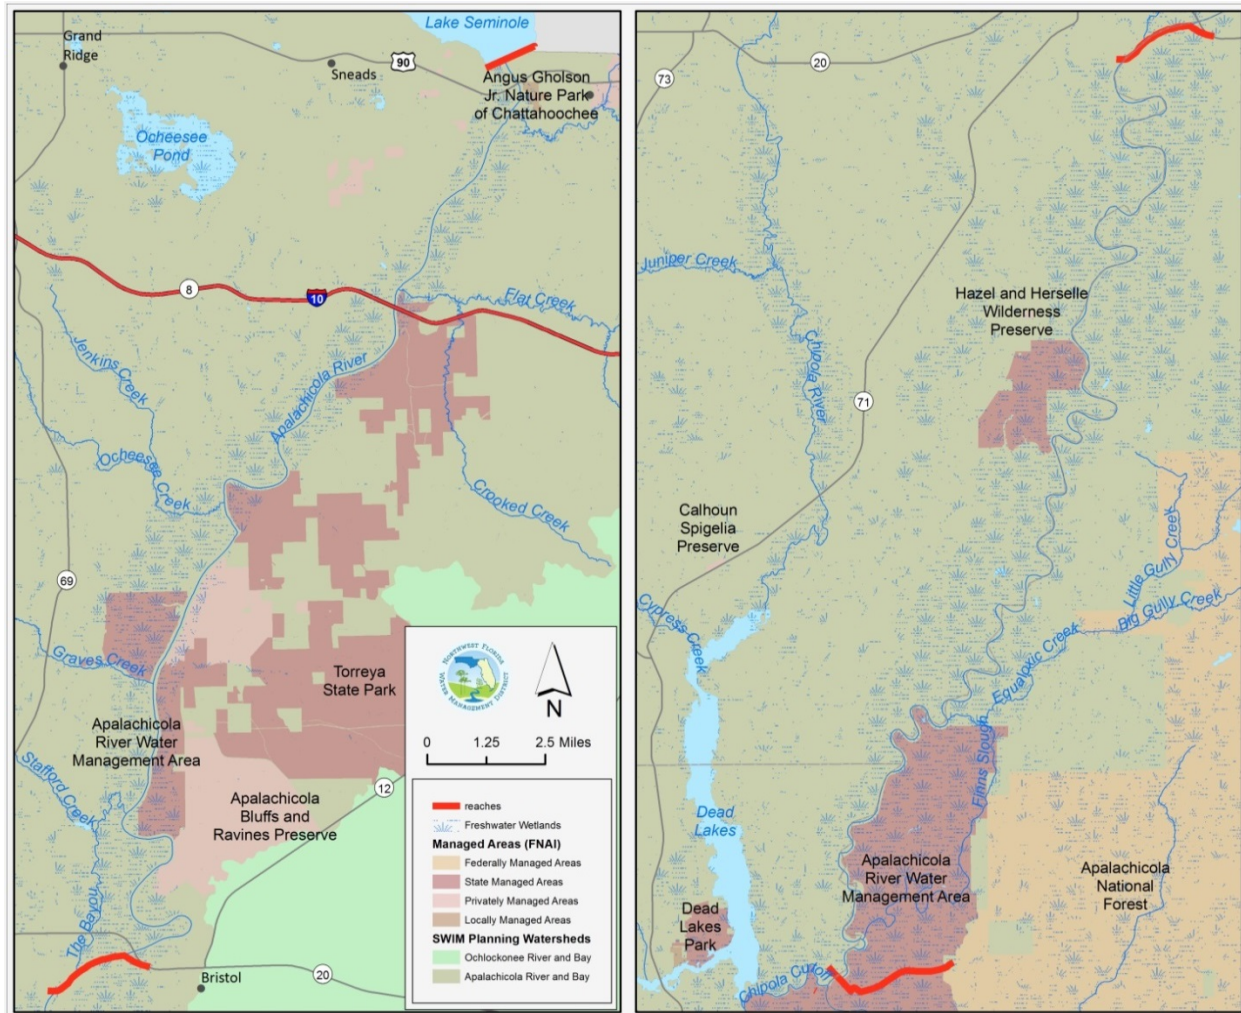 Lake Seminole
Grand
Ridge
Sneads
90
Angus Gholson
Jr. Nature Park
of Chattahoochee
Ocheesee
Pond
8
10
Flat Creek
Jenkins Creek
Apalachicola River
Ocheesee Creek
Crooked Creek
69
Graves Creek
Torreya
State Park
Apalachicola
River Water
Management Area
Stafford Creek
12
Apalachicola
Bluffs and
Ravines Preserve
The Bayou
Bristol
20
NORTHWEST FLORIDA
WATER MANAGEMENT DISTRICT
N
0 1.25 2.5 Miles
reaches
Freshwater Wetlands
Managed Areas (FNAI)
Federally Managed Areas
State Managed Areas
Privately Managed Areas
Locally Managed Areas
SWIM Planning Watersheds
Ochlockonee River and Bay
Apalachicola River and Bay
73
20
Juniper Creek
Hazel and Herselle
Wilderness
Preserve
Chipola River
71
Calhoun
Spigelia
Preserve
Little Gully Creek
Big Gully Creek
Cypress Creek
Equaloxic Creek
Finns Slough
Dead
Lakes
Apalachicola
River Water
Management Area
Apalachicola
National
Forest
Dead
Lakes
Park
Chipola Cutoff